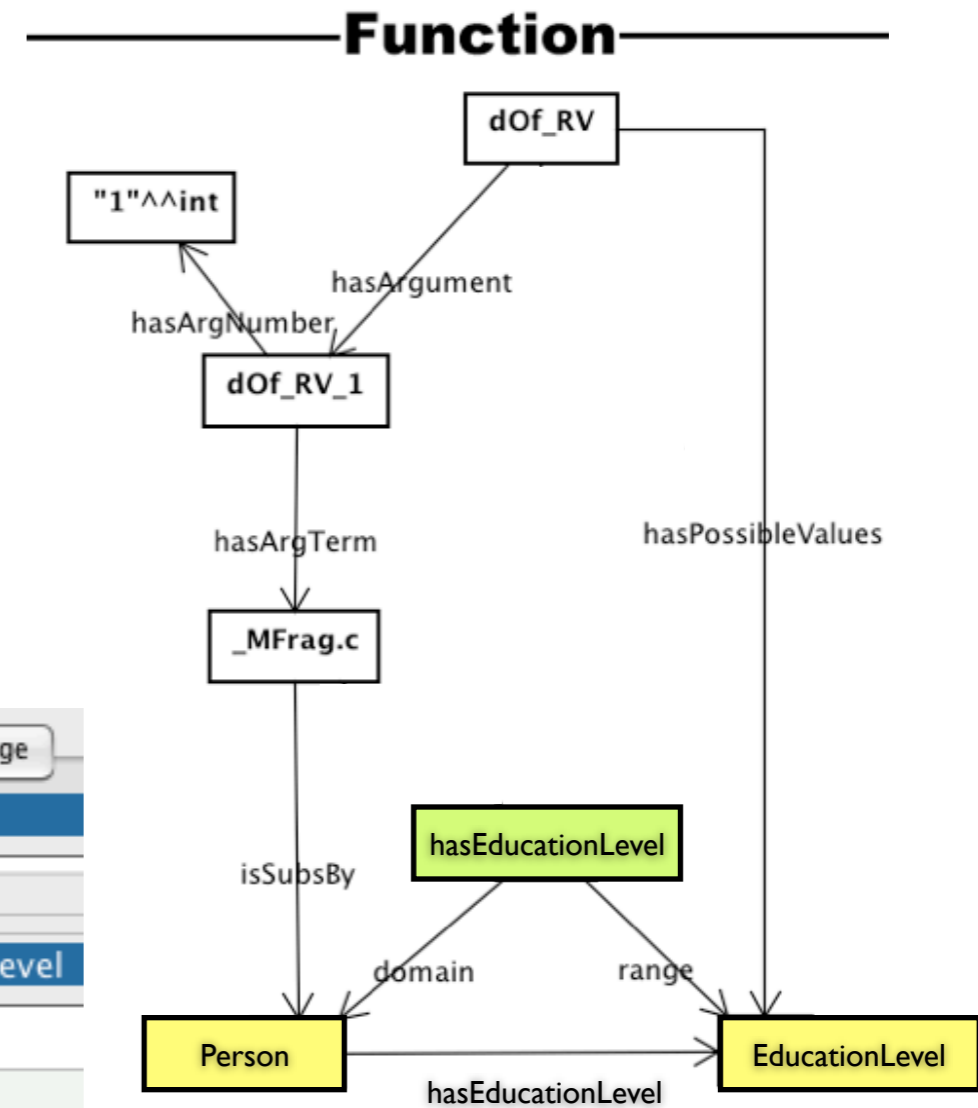 Function
dOf_RV
"1"^^int
hasArgument
hasArgNumber
dOf_RV_1
hasArgTerm
hasPossibleValues
_MFrag.c
ge
hasEducationLevel
isSubsBy
evel
domain
range
Person
EducationLevel
hasEducationLevel